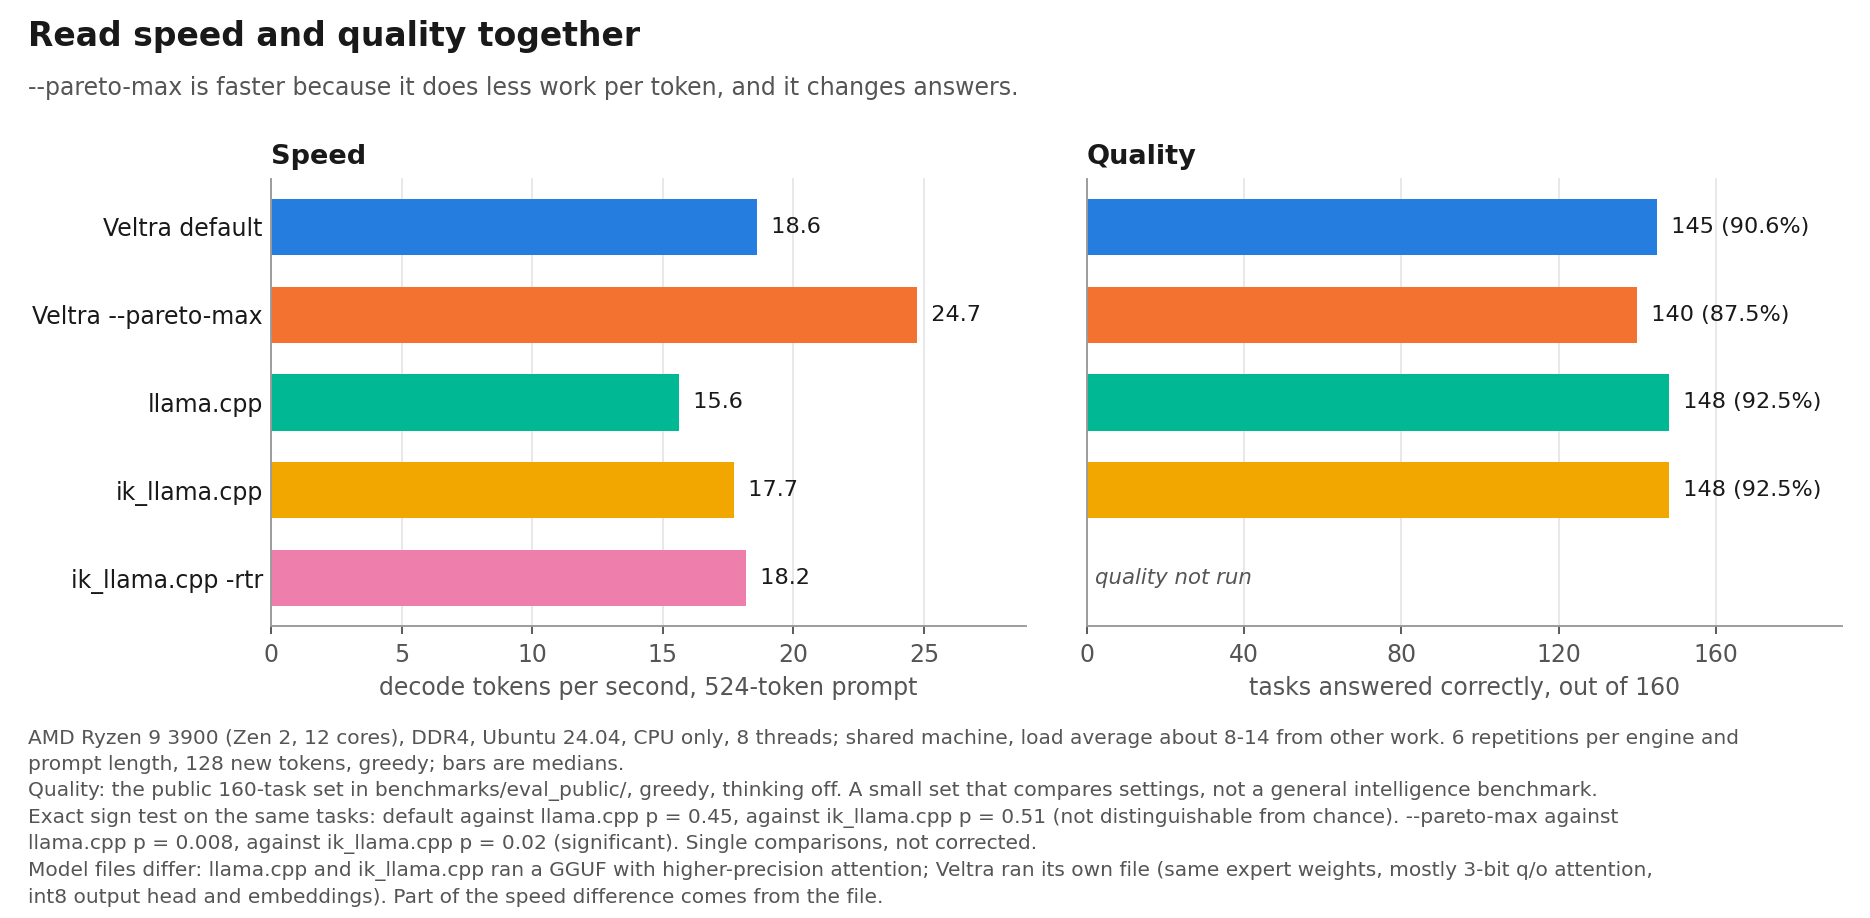 Read speed and quality together
--pareto-max is faster because it does less work per token, and it changes answers.
Speed
Veltra default
18.6
Veltra --pareto-max
24.7
llama.cpp
15.6
ik_llama.cpp
17.7
ik_llama.cpp -rtr
18.2
0 5 10 15 20 25
decode tokens per second, 524-token prompt
Quality
145 (90.6%)
140 (87.5%)
148 (92.5%)
148 (92.5%)
quality not run
0 40 80 120 160
tasks answered correctly, out of 160
AMD Ryzen 9 3900 (Zen 2, 12 cores), DDR4, Ubuntu 24.04, CPU only, 8 threads; shared machine, load average about 8-14 from other work. 6 repetitions per engine and
prompt length, 128 new tokens, greedy; bars are medians.
Quality: the public 160-task set in benchmarks/eval_public/, greedy, thinking off. A small set that compares settings, not a general intelligence benchmark.
Exact sign test on the same tasks: default against llama.cpp p = 0.45, against ik_llama.cpp p = 0.51 (not distinguishable from chance). --pareto-max against
llama.cpp p = 0.008, against ik_llama.cpp p = 0.02 (significant). Single comparisons, not corrected.
Model files differ: llama.cpp and ik_llama.cpp ran a GGUF with higher-precision attention; Veltra ran its own file (same expert weights, mostly 3-bit q/o attention,
int8 output head and embeddings). Part of the speed difference comes from the file.